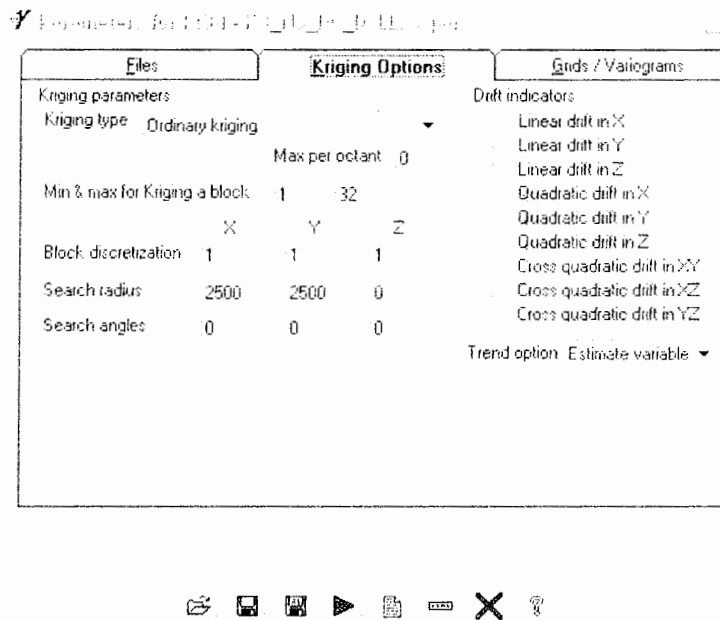 Parameters for
Files
Kriging Options
Grids / Variograms
Kriging parameters
Kriging type Ordinary kriging
Max per octant 0
Min & max for Kriging a block 1 32
X Y Z
Block discretization 1 1 1
Search radius 2500 2500 0
Search angles 0 0 0
Drift indicators
Linear drift in X
Linear drift in Y
Linear drift in Z
Quadratic drift in X
Quadratic drift in Y
Quadratic drift in Z
Cross quadratic drift in XY
Cross quadratic drift in XZ
Cross quadratic drift in YZ
Trend option Estimate variable